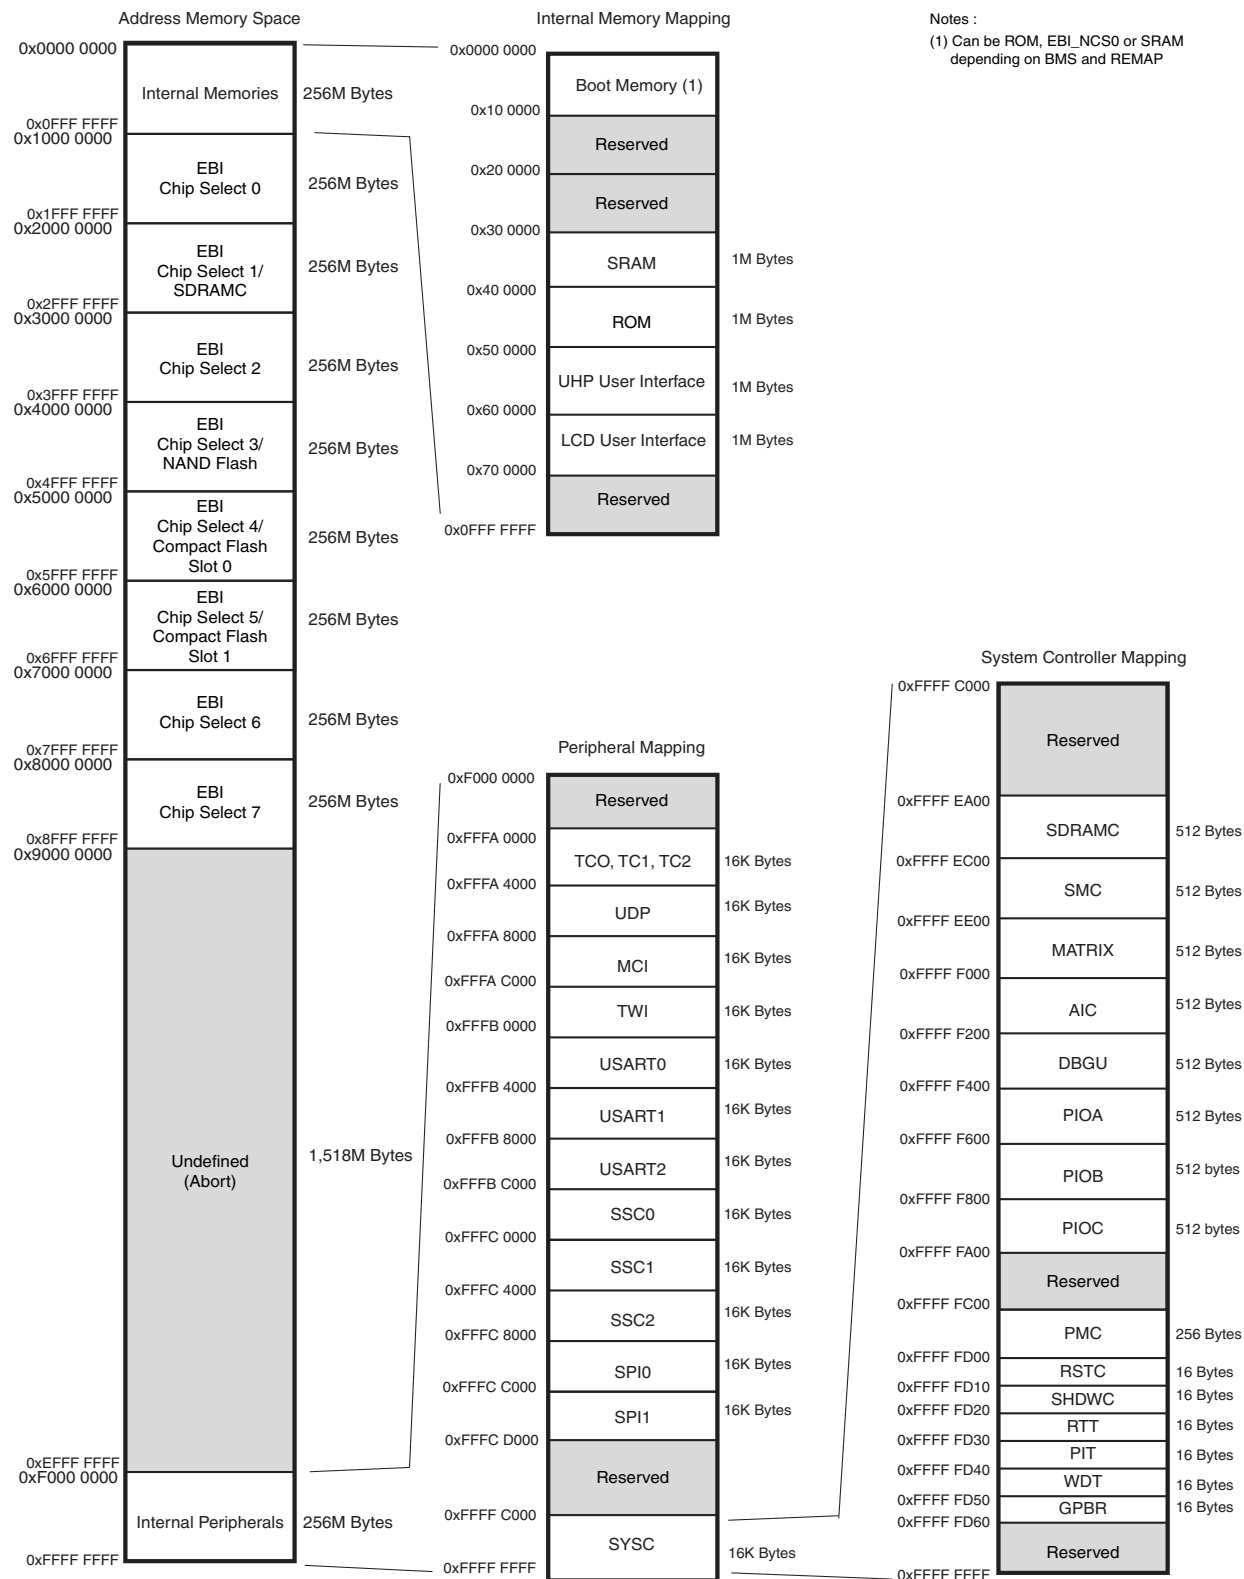 Address Memory Space
0x0000 0000
Internal Memories
256M Bytes
0x0FFF FFFF
0x1000 0000
EBI
Chip Select 0
256M Bytes
0x1FFF FFFF
0x2000 0000
EBI
Chip Select 1/
SDRAMC
256M Bytes
0x2FFF FFFF
0x3000 0000
EBI
Chip Select 2
256M Bytes
0x3FFF FFFF
0x4000 0000
EBI
Chip Select 3/
NAND Flash
256M Bytes
0x4FFF FFFF
0x5000 0000
EBI
Chip Select 4/
Compact Flash
Slot 0
256M Bytes
0x5FFF FFFF
0x6000 0000
EBI
Chip Select 5/
Compact Flash
Slot 1
256M Bytes
0x6FFF FFFF
0x7000 0000
EBI
Chip Select 6
256M Bytes
0x7FFF FFFF
0x8000 0000
EBI
Chip Select 7
256M Bytes
0x8FFF FFFF
0x9000 0000
Undefined
(Abort)
1,518M Bytes
0xEFFF FFFF
0xF000 0000
Internal Peripherals
256M Bytes
0xFFFF FFFF
Internal Memory Mapping
0x0000 0000
Boot Memory (1)
0x10 0000
Reserved
0x20 0000
Reserved
0x30 0000
SRAM
1M Bytes
0x40 0000
ROM
1M Bytes
0x50 0000
UHP User Interface
1M Bytes
0x60 0000
LCD User Interface
1M Bytes
0x70 0000
Reserved
0x0FFF FFFF
Notes :
(1) Can be ROM, EBI_NCS0 or SRAM
depending on BMS and REMAP
Peripheral Mapping
0xF000 0000
Reserved
0xFFFA 0000
TCO, TC1, TC2
16K Bytes
0xFFFA 4000
UDP
16K Bytes
0xFFFA 8000
MCI
16K Bytes
0xFFFA C000
TWI
16K Bytes
0xFFFB 0000
USART0
16K Bytes
0xFFFB 4000
USART1
16K Bytes
0xFFFB 8000
USART2
16K Bytes
0xFFFB C000
SSC0
16K Bytes
0xFFFC 0000
SSC1
16K Bytes
0xFFFC 4000
SSC2
16K Bytes
0xFFFC 8000
SPI0
16K Bytes
0xFFFC C000
SPI1
16K Bytes
0xFFFC D000
Reserved
0xFFFF C000
SYSC
16K Bytes
0xFFFF FFFF
System Controller Mapping
0xFFFF C000
Reserved
0xFFFF EA00
SDRAMC
512 Bytes
0xFFFF EC00
SMC
512 Bytes
0xFFFF EE00
MATRIX
512 Bytes
0xFFFF F000
AIC
512 Bytes
0xFFFF F200
DBGU
512 Bytes
0xFFFF F400
PIOA
512 Bytes
0xFFFF F600
PIOB
512 bytes
0xFFFF F800
PIOC
512 bytes
0xFFFF FA00
Reserved
0xFFFF FC00
PMC
256 Bytes
0xFFFF FD00
RSTC
16 Bytes
0xFFFF FD10
SHDWC
16 Bytes
0xFFFF FD20
RTT
16 Bytes
0xFFFF FD30
PIT
16 Bytes
0xFFFF FD40
WDT
16 Bytes
0xFFFF FD50
GPBR
16 Bytes
0xFFFF FD60
Reserved
0xFFFF FFFF